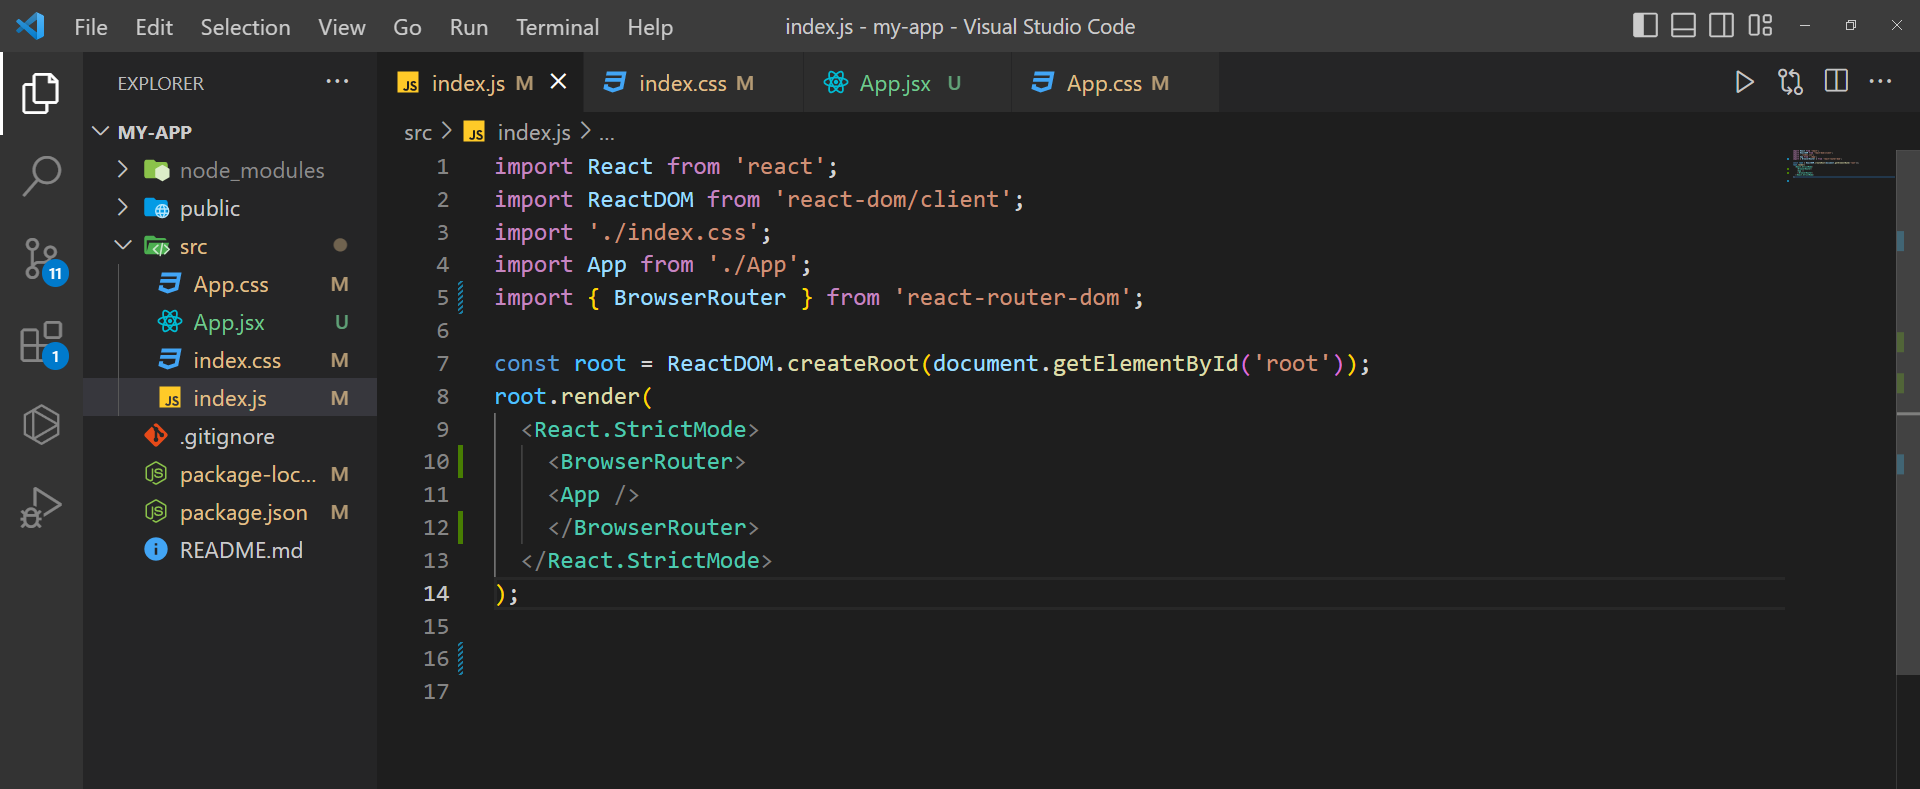 File Edit Selection View Go Run Terminal Help index.js - my-app - Visual Studio Code
EXPLORER ···
MY-APP
node_modules
public
src
App.css M
App.jsx U
index.css M
index.js M
.gitignore
package-loc... M
package.json M
README.md
11
1
index.js M index.css M App.jsx U App.css M
src > index.js > ...
1 import React from 'react';
2 import ReactDOM from 'react-dom/client';
3 import './index.css';
4 import App from './App';
5 import { BrowserRouter } from 'react-router-dom';
6
7 const root = ReactDOM.createRoot(document.getElementById('root'));
8 root.render(
9   <React.StrictMode>
10     <BrowserRouter>
11     <App />
12     </BrowserRouter>
13   </React.StrictMode>
14 );
15
16
17